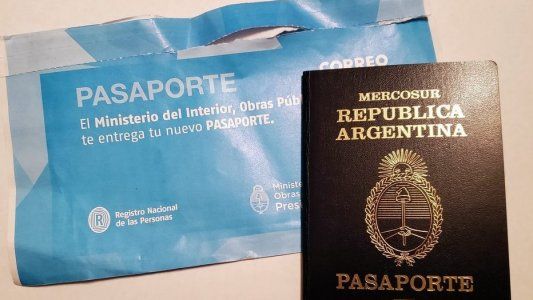 CORREO
PASAPORTE
El Ministerio del Interior, Obras Púb
te entrega tu nuevo PASAPORTE.
Registro Nacional
de las Personas
Ministe
Obras
Presi
MERCOSUR
REPUBLICA
ARGENTINA
PASAPORTE